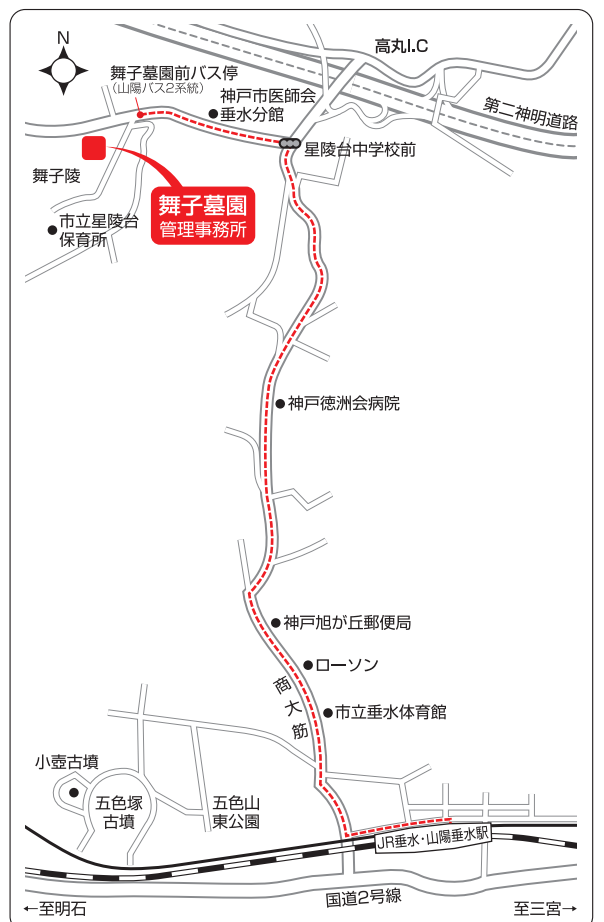 N
高丸I.C
舞子墓園前バス停
(山陽バス2系統)
神戸市医師会
垂水分館
第二神明道路
星陵台中学校前
舞子陵
舞子墓園
管理事務所
市立星陵台
保育所
神戸徳洲会病院
神戸旭が丘郵便局
ローソン
商大筋
市立垂水体育館
小壺古墳
五色塚
古墳
五色山
東公園
JR垂水・山陽垂水駅
国道2号線
←至明石
至三宮→